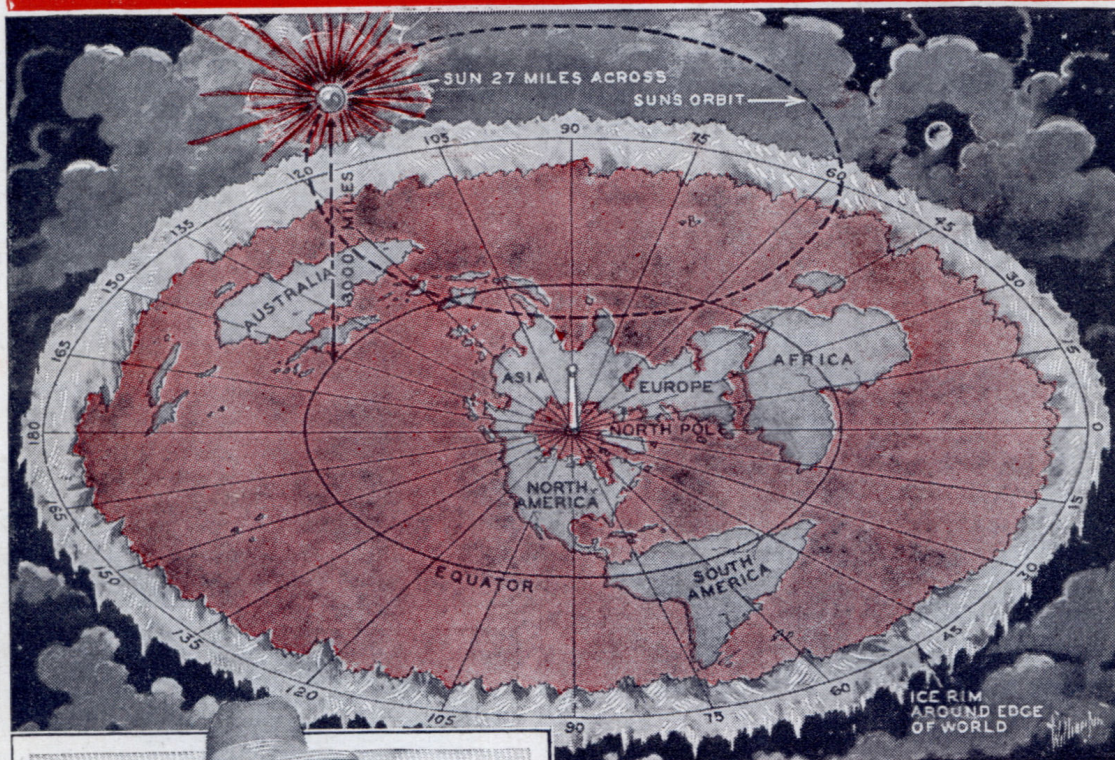 SUN 27 MILES ACROSS
SUNS ORBIT
3000 MILES
90
75
60
45
30
15
0
15
30
45
60
75
90
105
120
135
150
165
180
165
150
135
120
105
AUSTRALIA
ASIA
EUROPE
AFRICA
NORTH POLE
NORTH
AMERICA
SOUTH
AMERICA
EQUATOR
ICE RIM
AROUND EDGE
OF WORLD